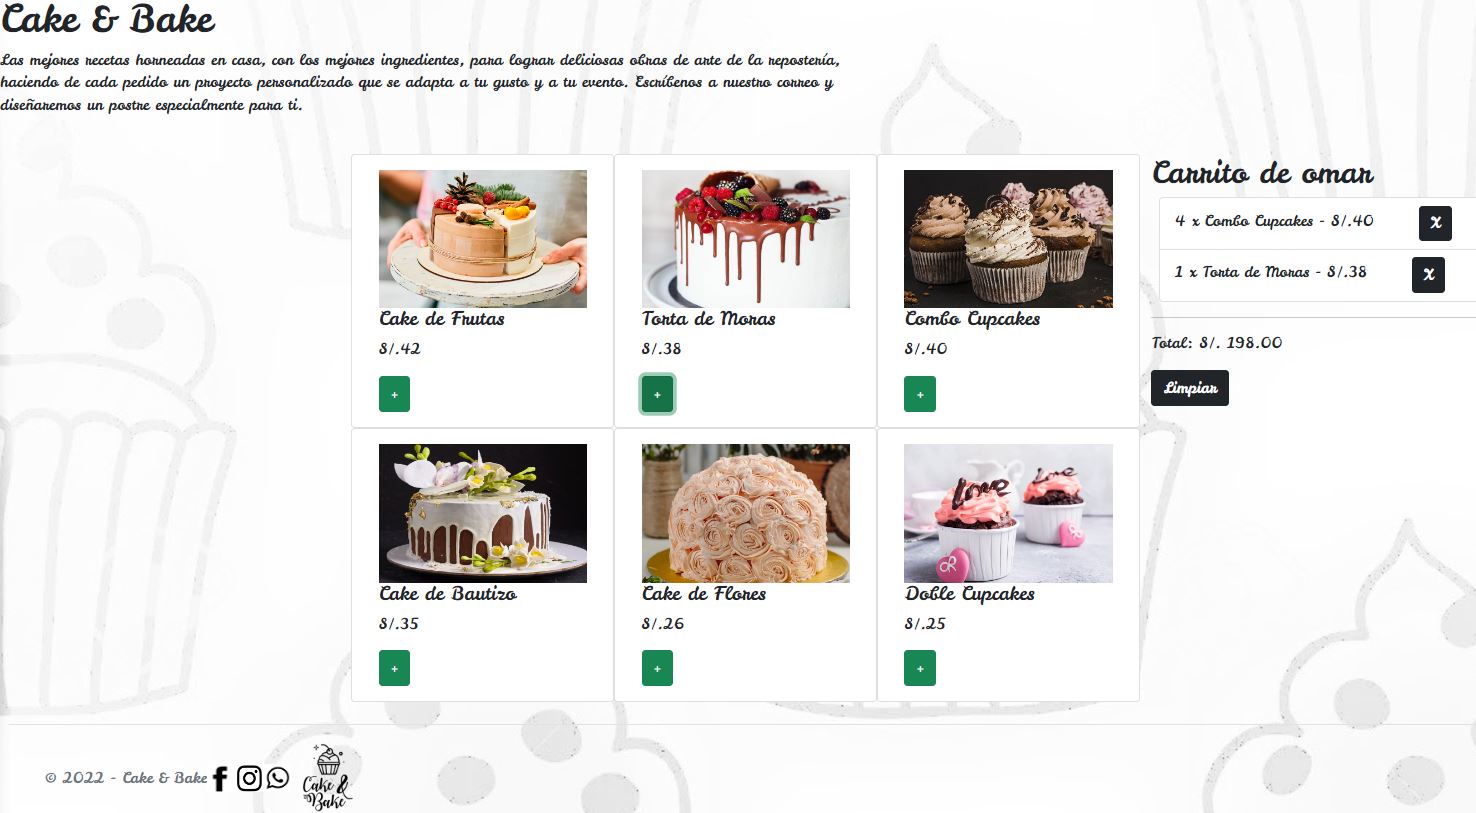 Cake & Bake
Las mejores recetas horneadas en casa, con los mejores ingredientes, para lograr deliciosas obras de arte de la repostería,
haciendo de cada pedido un proyecto personalizado que se adapta a tu gusto y a tu evento. Escríbenos a nuestro correo y
diseñaremos un postre especialmente para ti.
Cake de Frutas
S/.42
+
Torta de Moras
S/.38
+
Combo Cupcakes
S/.40
+
Cake de Bautizo
S/.35
+
Cake de Flores
S/.26
+
love
love
Doble Cupcakes
S/.25
+
Carrito de omar
4 x Combo Cupcakes - S/.40 X
1 x Torta de Moras - S/.38 X
Total: S/. 198.00
Limpiar
© 2022 - Cake & Bake
Cake &
Bake